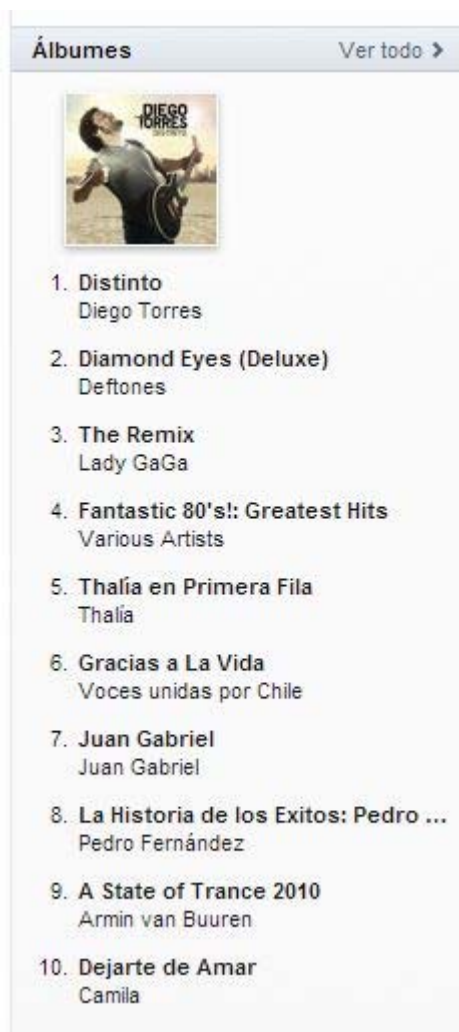 Álbumes Ver todo
DIEGO
TORRES
DISTINTO
1. Distinto
Diego Torres
2. Diamond Eyes (Deluxe)
Deftones
3. The Remix
Lady GaGa
4. Fantastic 80's!: Greatest Hits
Various Artists
5. Thalía en Primera Fila
Thalía
6. Gracias a La Vida
Voces unidas por Chile
7. Juan Gabriel
Juan Gabriel
8. La Historia de los Exitos: Pedro ...
Pedro Fernández
9. A State of Trance 2010
Armin van Buuren
10. Dejarte de Amar
Camila